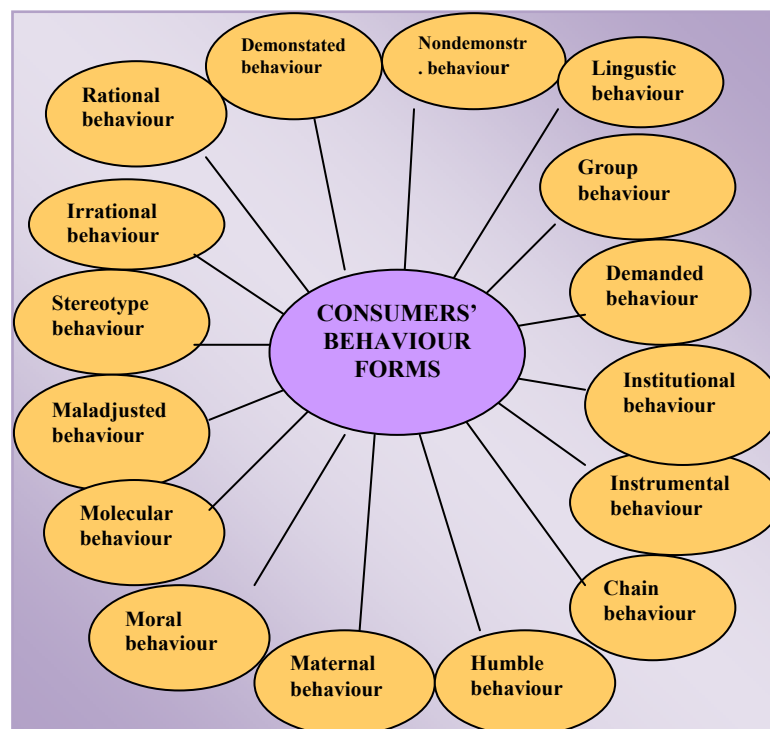 Demonstated
behaviour
Nondemonstr
. behaviour
Lingustic
behaviour
Rational
behaviour
Group
behaviour
Irrational
behaviour
Demanded
behaviour
Stereotype
behaviour
CONSUMERS’
BEHAVIOUR
FORMS
Institutional
behaviour
Maladjusted
behaviour
Instrumental
behaviour
Molecular
behaviour
Chain
behaviour
Moral
behaviour
Maternal
behaviour
Humble
behaviour